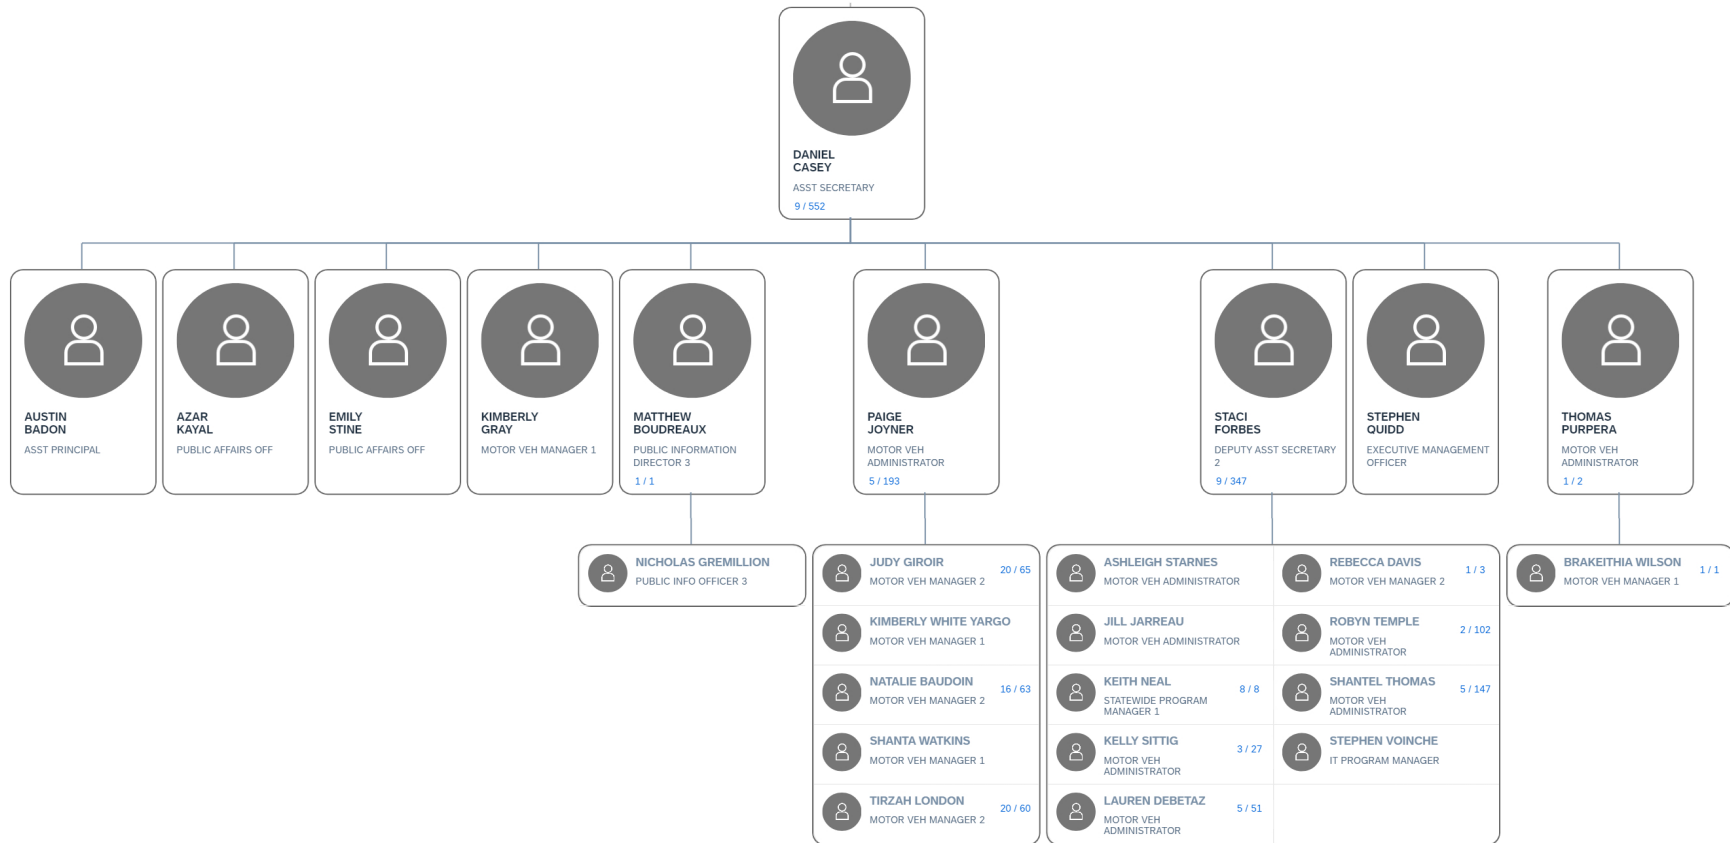 DANIEL
CASEY
ASST SECRETARY
9 / 552
AUSTIN
BADON
ASST PRINCIPAL
AZAR
KAYAL
PUBLIC AFFAIRS OFF
EMILY
STINE
PUBLIC AFFAIRS OFF
KIMBERLY
GRAY
MOTOR VEH MANAGER 1
MATTHEW
BOUDREAUX
PUBLIC INFORMATION
DIRECTOR 3
1 / 1
PAIGE
JOYNER
MOTOR VEH
ADMINISTRATOR
5 / 193
STACI
FORBES
DEPUTY ASST SECRETARY
2
9 / 347
STEPHEN
QUIDD
EXECUTIVE MANAGEMENT
OFFICER
THOMAS
PURPERA
MOTOR VEH
ADMINISTRATOR
1 / 2
NICHOLAS GREMILLION
PUBLIC INFO OFFICER 3
JUDY GIROIR
MOTOR VEH MANAGER 2
20 / 65
KIMBERLY WHITE YARGO
MOTOR VEH MANAGER 1
NATALIE BAUDOIN
MOTOR VEH MANAGER 2
16 / 63
SHANTA WATKINS
MOTOR VEH MANAGER 1
TIRZAH LONDON
MOTOR VEH MANAGER 2
20 / 60
ASHLEIGH STARNES
MOTOR VEH ADMINISTRATOR
JILL JARREAU
MOTOR VEH ADMINISTRATOR
KEITH NEAL
STATEWIDE PROGRAM
MANAGER 1
8 / 8
KELLY SITTIG
MOTOR VEH
ADMINISTRATOR
3 / 27
LAUREN DEBETAZ
MOTOR VEH
ADMINISTRATOR
5 / 51
REBECCA DAVIS
MOTOR VEH MANAGER 2
1 / 3
ROBYN TEMPLE
MOTOR VEH
ADMINISTRATOR
2 / 102
SHANTEL THOMAS
MOTOR VEH
ADMINISTRATOR
5 / 147
STEPHEN VOINCHE
IT PROGRAM MANAGER
BRAKEITHIA WILSON
MOTOR VEH MANAGER 1
1 / 1